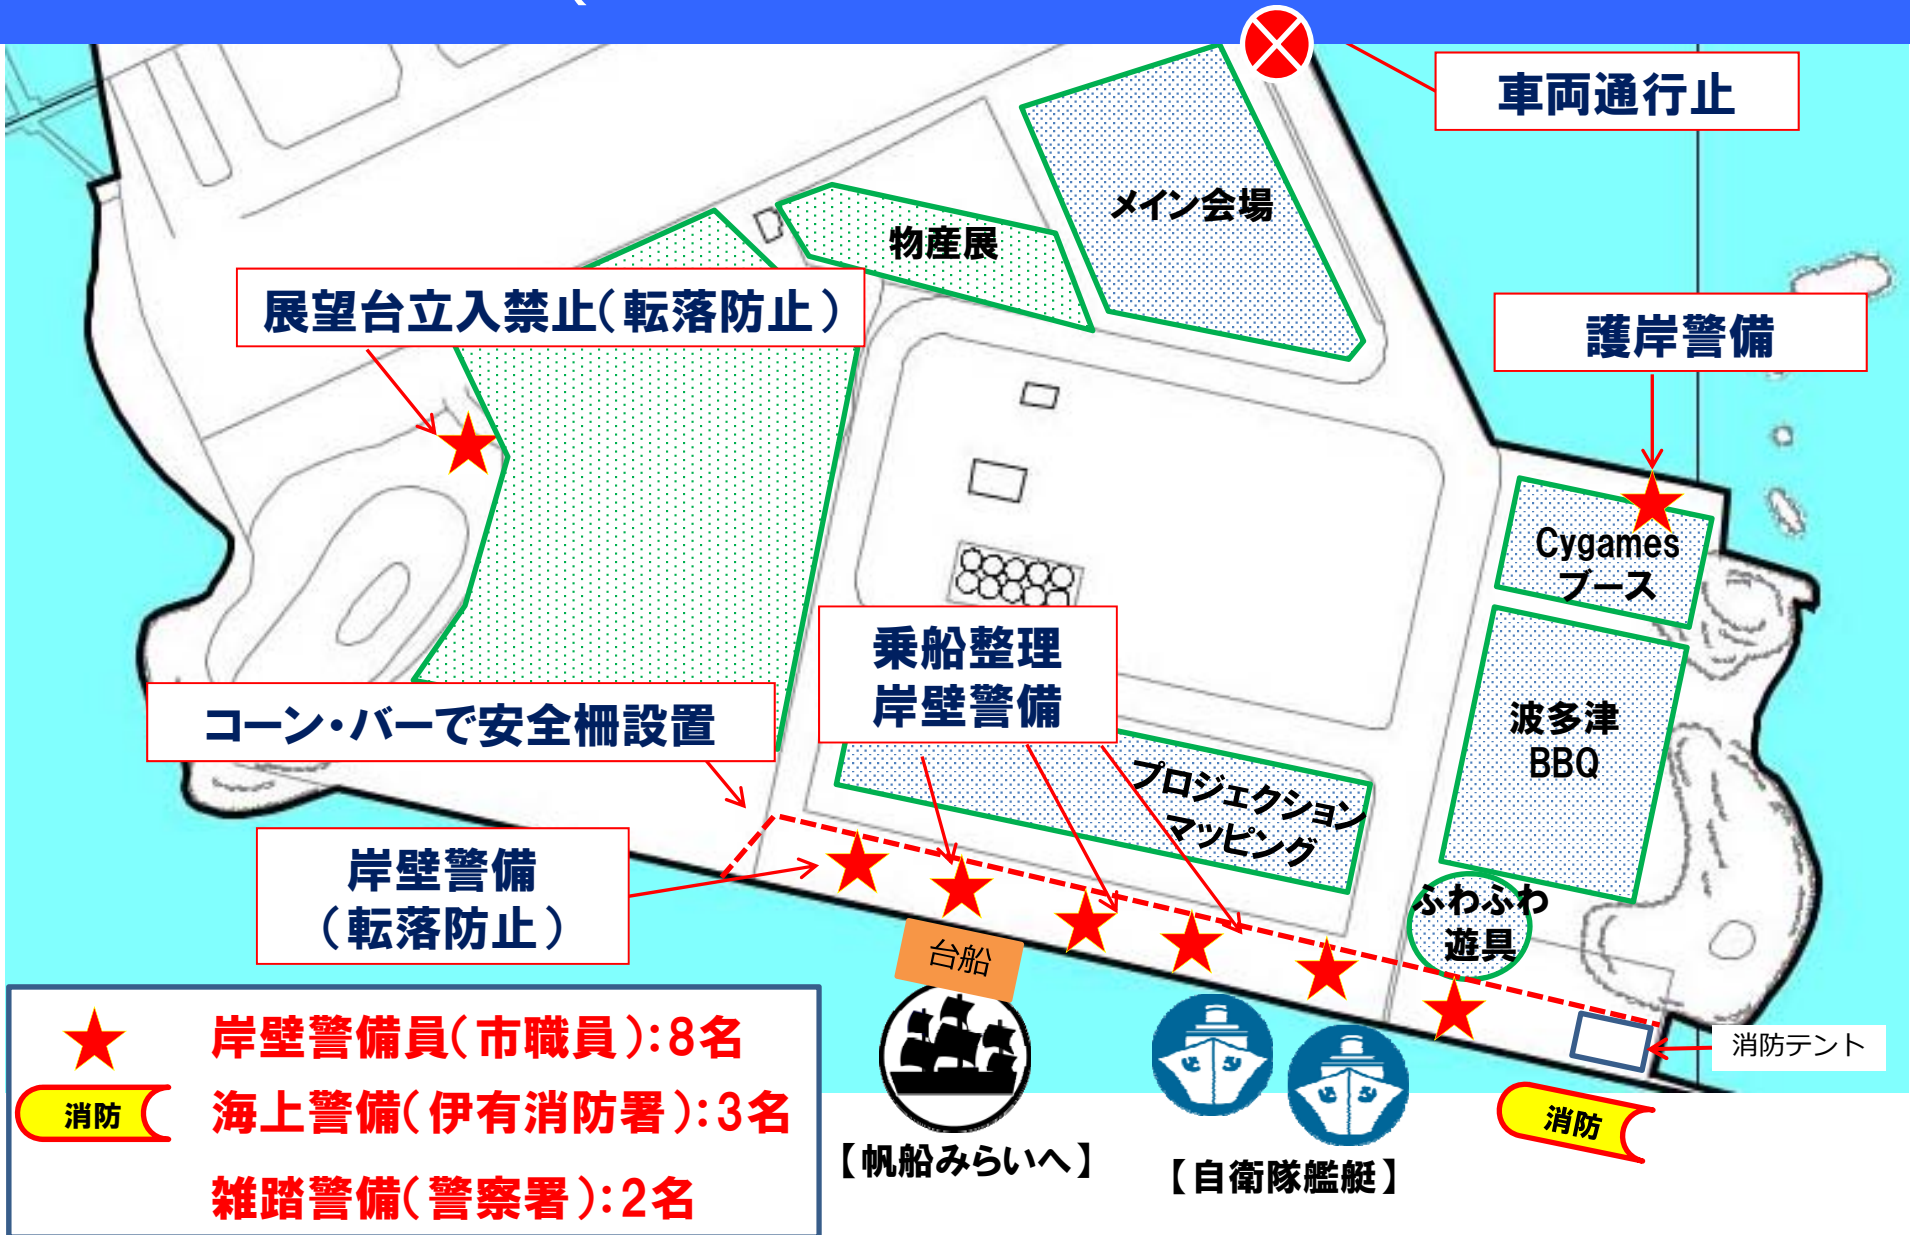 車両通行止
メイン会場
物産展
展望台立入禁止（転落防止）
護岸警備
Cygames
ブース
乗船整理
岸壁警備
コーン・バーで安全柵設置
波多津
BBQ
プロジェクション
マッピング
岸壁警備
（転落防止）
ふわふわ
遊具
台船
消防テント
岸壁警備員（市職員）：8名
消防
海上警備（伊有消防署）：3名
雑踏警備（警察署）：2名
【帆船みらいへ】
【自衛隊艦艇】
消防